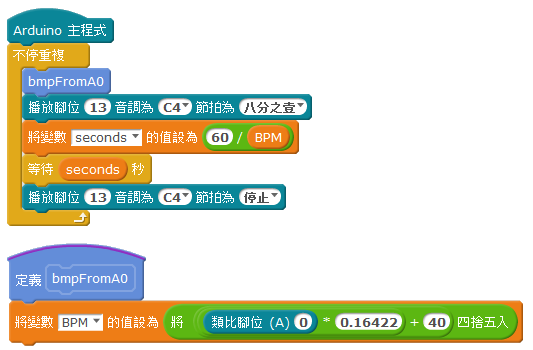 Arduino 主程式
不停重複
bmpFromA0
播放腳位 13 音調為 C4 節拍為 八分之壹
將變數 seconds 的值設為 60 / BPM
等待 seconds 秒
播放腳位 13 音調為 C4 節拍為 停止
定義 bmpFromA0
將變數 BPM 的值設為 將 類比腳位 (A) 0 * 0.16422 + 40 四捨五入